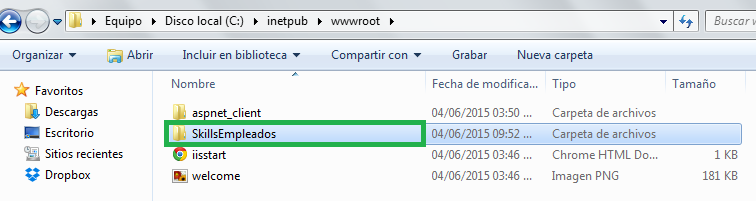 Equipo Disco local (C:) inetpub wwwroot Buscar w
Organizar Abrir Incluir en biblioteca Compartir con Grabar Nueva carpeta
Favoritos
Descargas
Escritorio
Sitios recientes
Dropbox
Nombre Fecha de modifica... Tipo Tamaño
aspnet_client 04/06/2015 03:50 ... Carpeta de archivos
SkillsEmpleados 04/06/2015 09:52 ... Carpeta de archivos
iisstart 04/06/2015 03:46 ... Chrome HTML Do... 1 KB
welcome 04/06/2015 03:46 ... Imagen PNG 181 KB